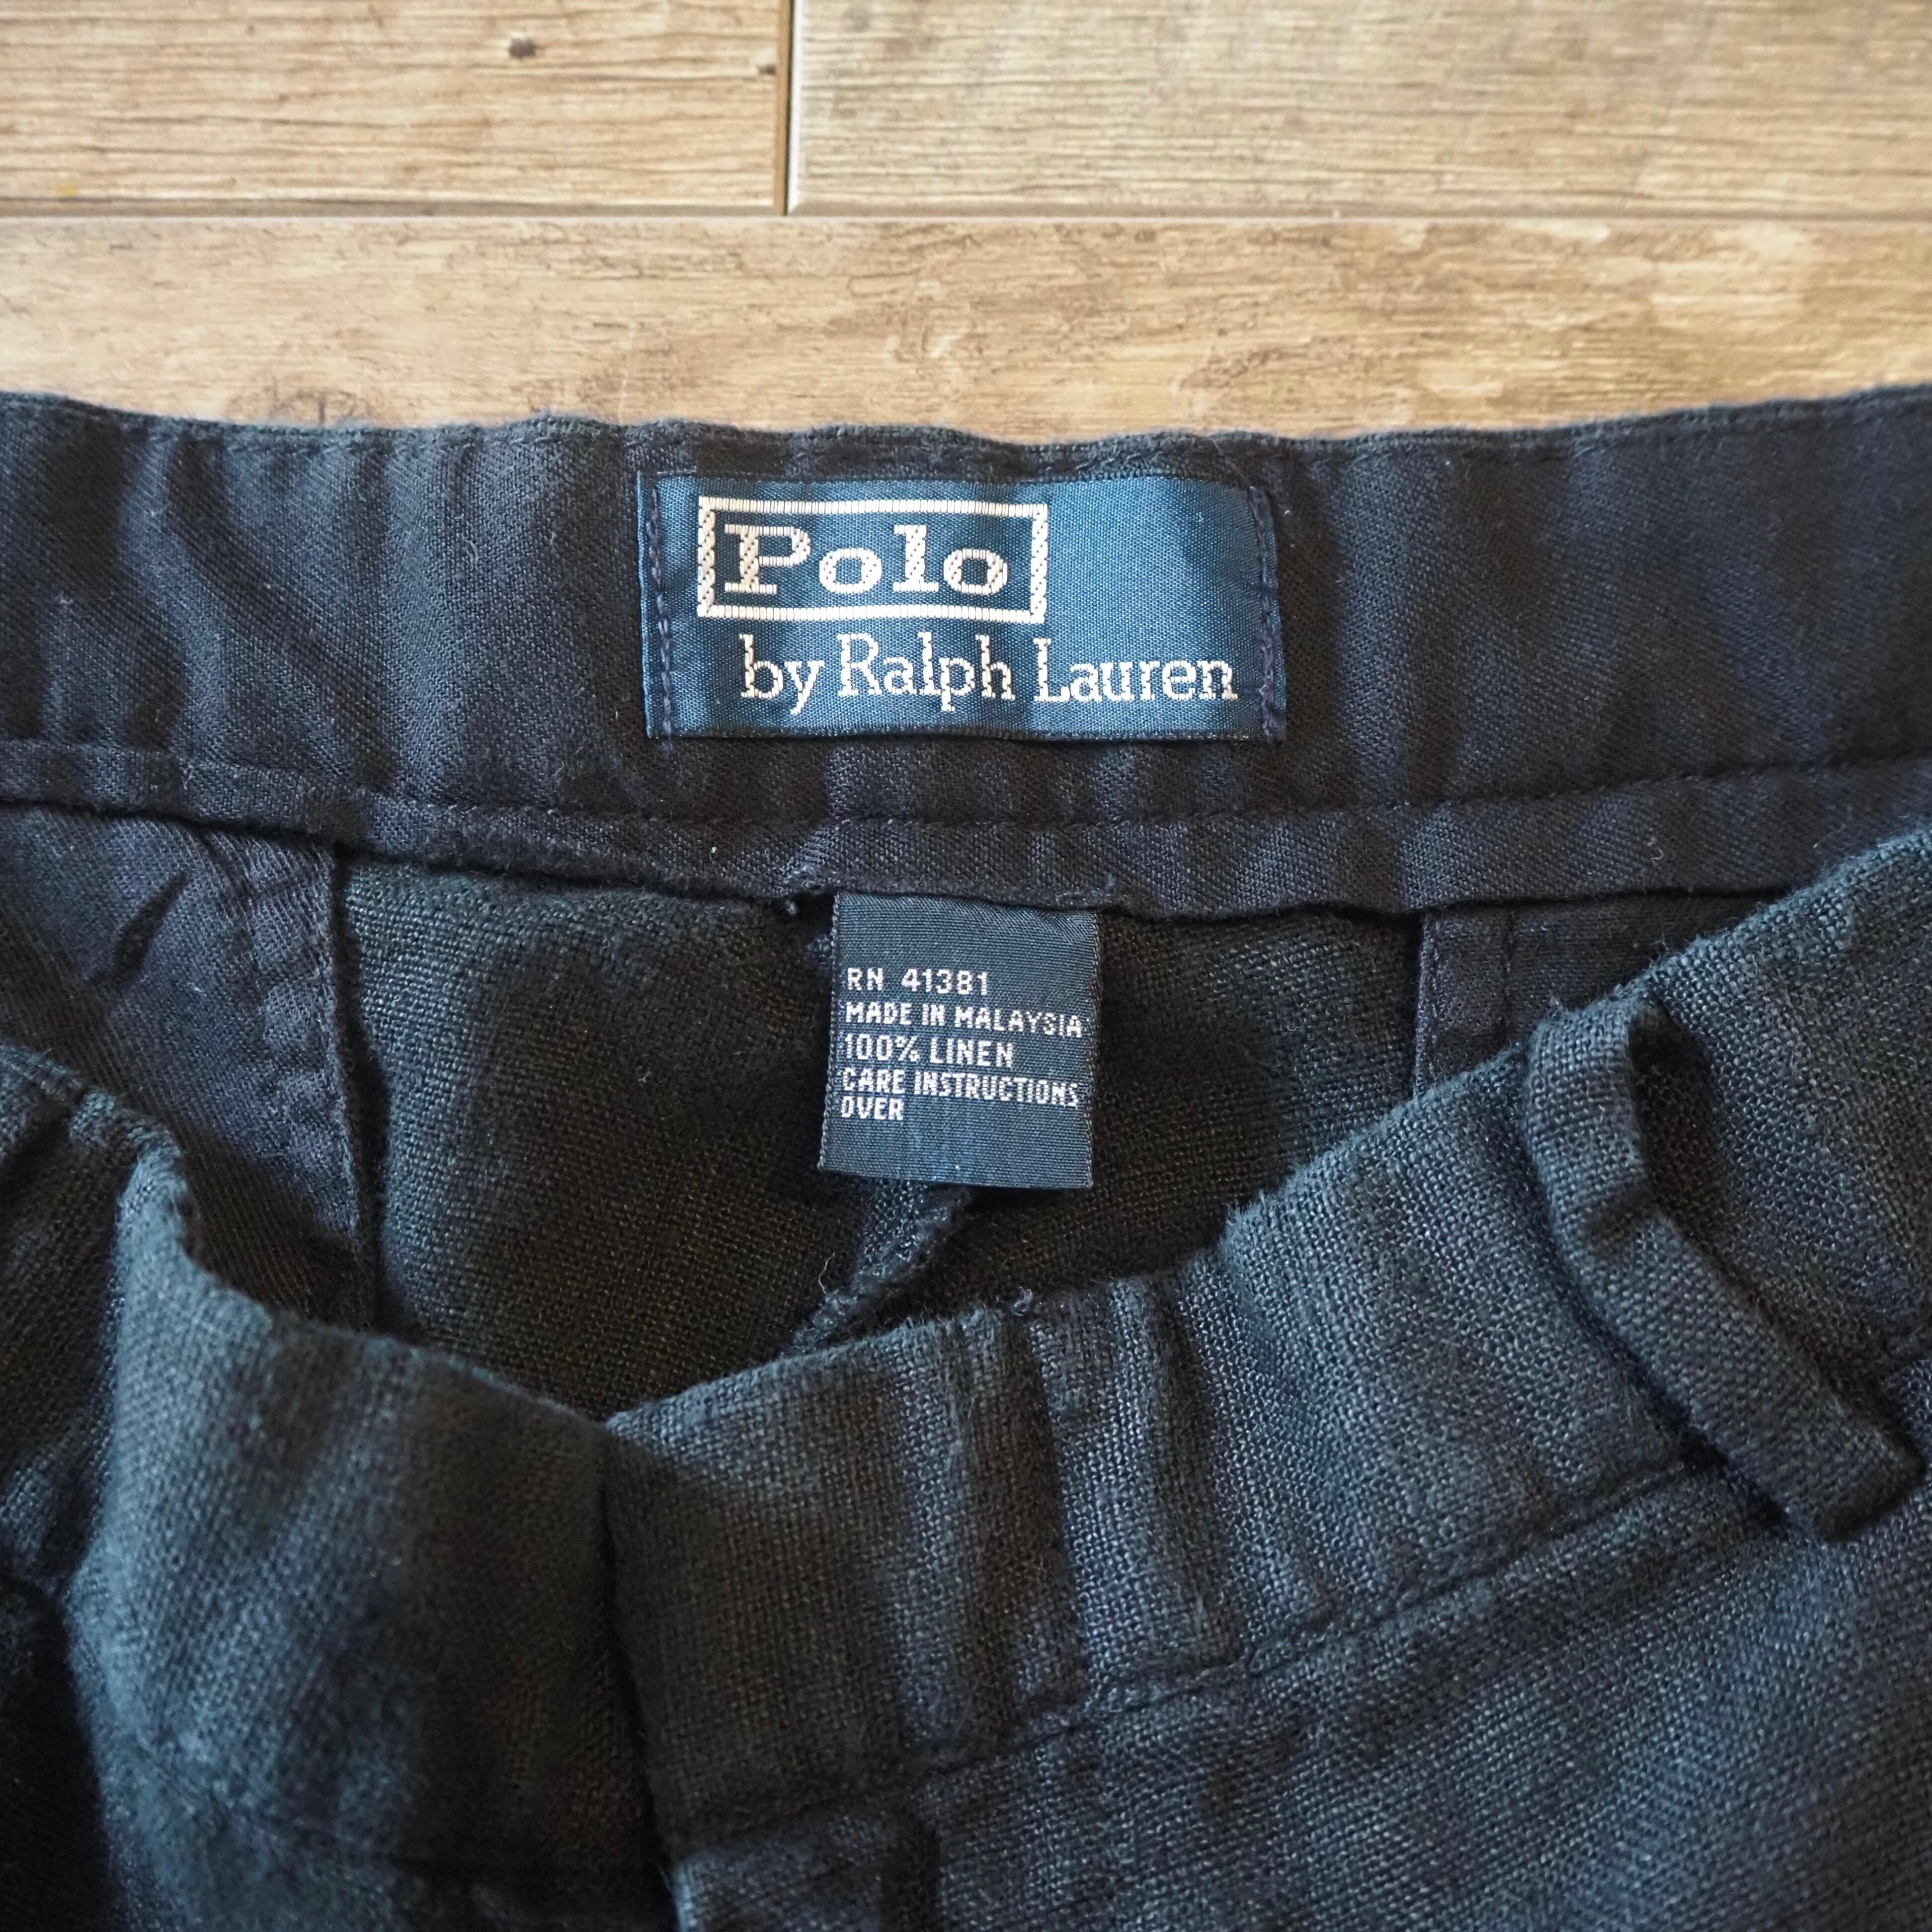 Polo
by Ralph Lauren
RN 41381
MADE IN MALAYSIA
100% LINEN
CARE INSTRUCTIONS
OVER